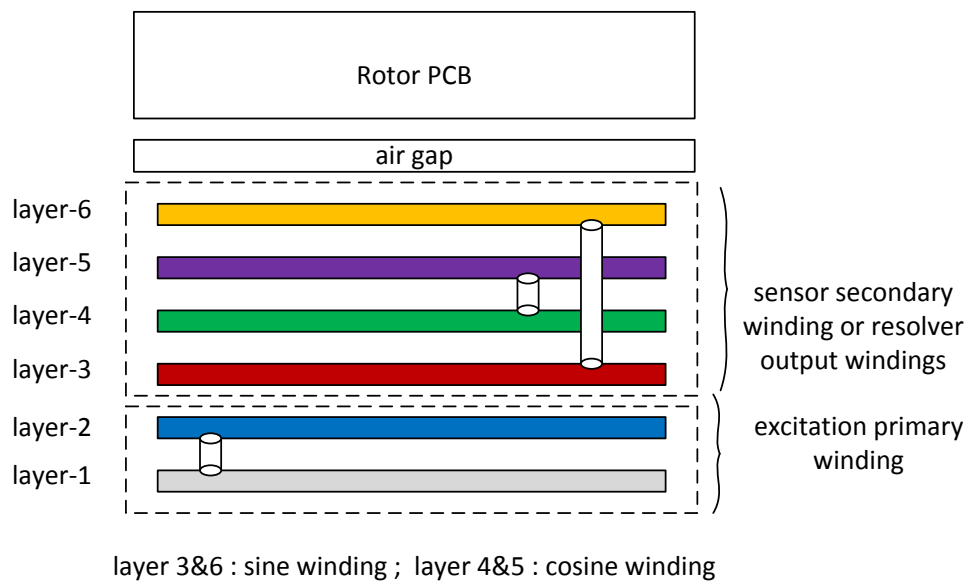 Rotor PCB
air gap
layer-6
layer-5
layer-4
layer-3
layer-2
layer-1
sensor secondary
winding or resolver
output windings
excitation primary
winding
layer 3&6 : sine winding ; layer 4&5 : cosine winding